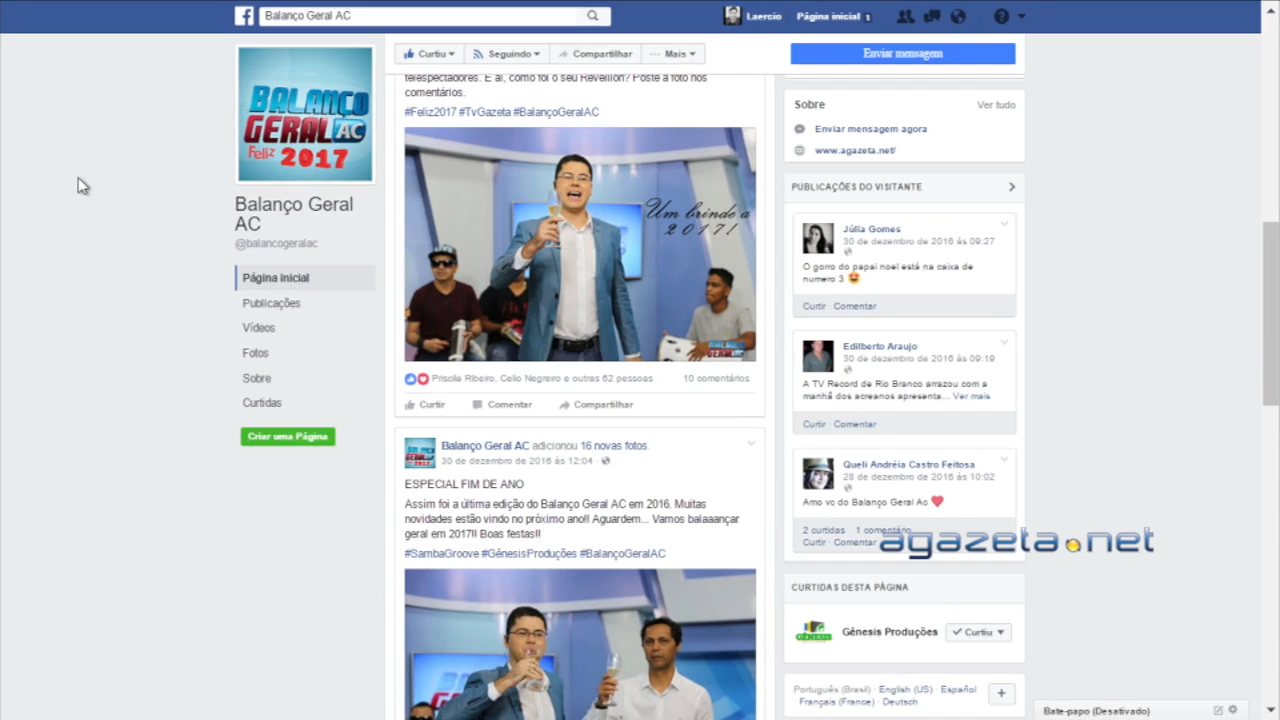 Balanço Geral AC
Laercio
Página inicial 1
BALANÇO
GERAL AC
Feliz 2017
Balanço Geral
AC
@balancogeralac
Página inicial
Publicações
Vídeos
Fotos
Sobre
Curtidas
Criar uma Página
Curtiu
Seguindo
Compartilhar
Mais
Enviar mensagem
telespectadores. E aí, como foi o seu Réveillon? Poste a foto nos
comentários.
#Feliz2017 #TvGazeta #BalançoGeralAC
Um brinde a
2017!
BALANÇO
GERAL AC
Priscila Ribeiro, Celio Negreiro e outras 62 pessoas
10 comentários
Curtir
Comentar
Compartilhar
Balanço Geral AC adicionou 16 novas fotos.
30 de dezembro de 2016 às 12:04 ·
ESPECIAL FIM DE ANO
Assim foi a última edição do Balanço Geral AC em 2016. Muitas
novidades estão vindo no próximo ano!! Aguardem... Vamos balaaançar
geral em 2017!! Boas festas!!
#SambaGroove #GênesisProduções #BalançoGeralAC
Sobre
Ver tudo
Enviar mensagem agora
www.agazeta.net/
PUBLICAÇÕES DO VISITANTE
Júlia Gomes
30 de dezembro de 2016 às 09:27
O gorro do papai noel está na caixa de
numero 3
Curtir · Comentar
Edilberto Araujo
30 de dezembro de 2016 às 09:19
A TV Record de Rio Branco arrazou com a
manhã dos acreanos apresenta... Ver mais
Curtir · Comentar
Queli Andréia Castro Feitosa
28 de dezembro de 2016 às 10:02
Amo vc do Balanço Geral Ac
2 curtidas 1 comentário
Curtir · Comentar
agazeta.net
CURTIDAS DESTA PÁGINA
GÊNESIS
Gênesis Produções
Curtiu
Português (Brasil) · English (US) · Español
· Français (France) · Deutsch
Bate-papo (Desativado)